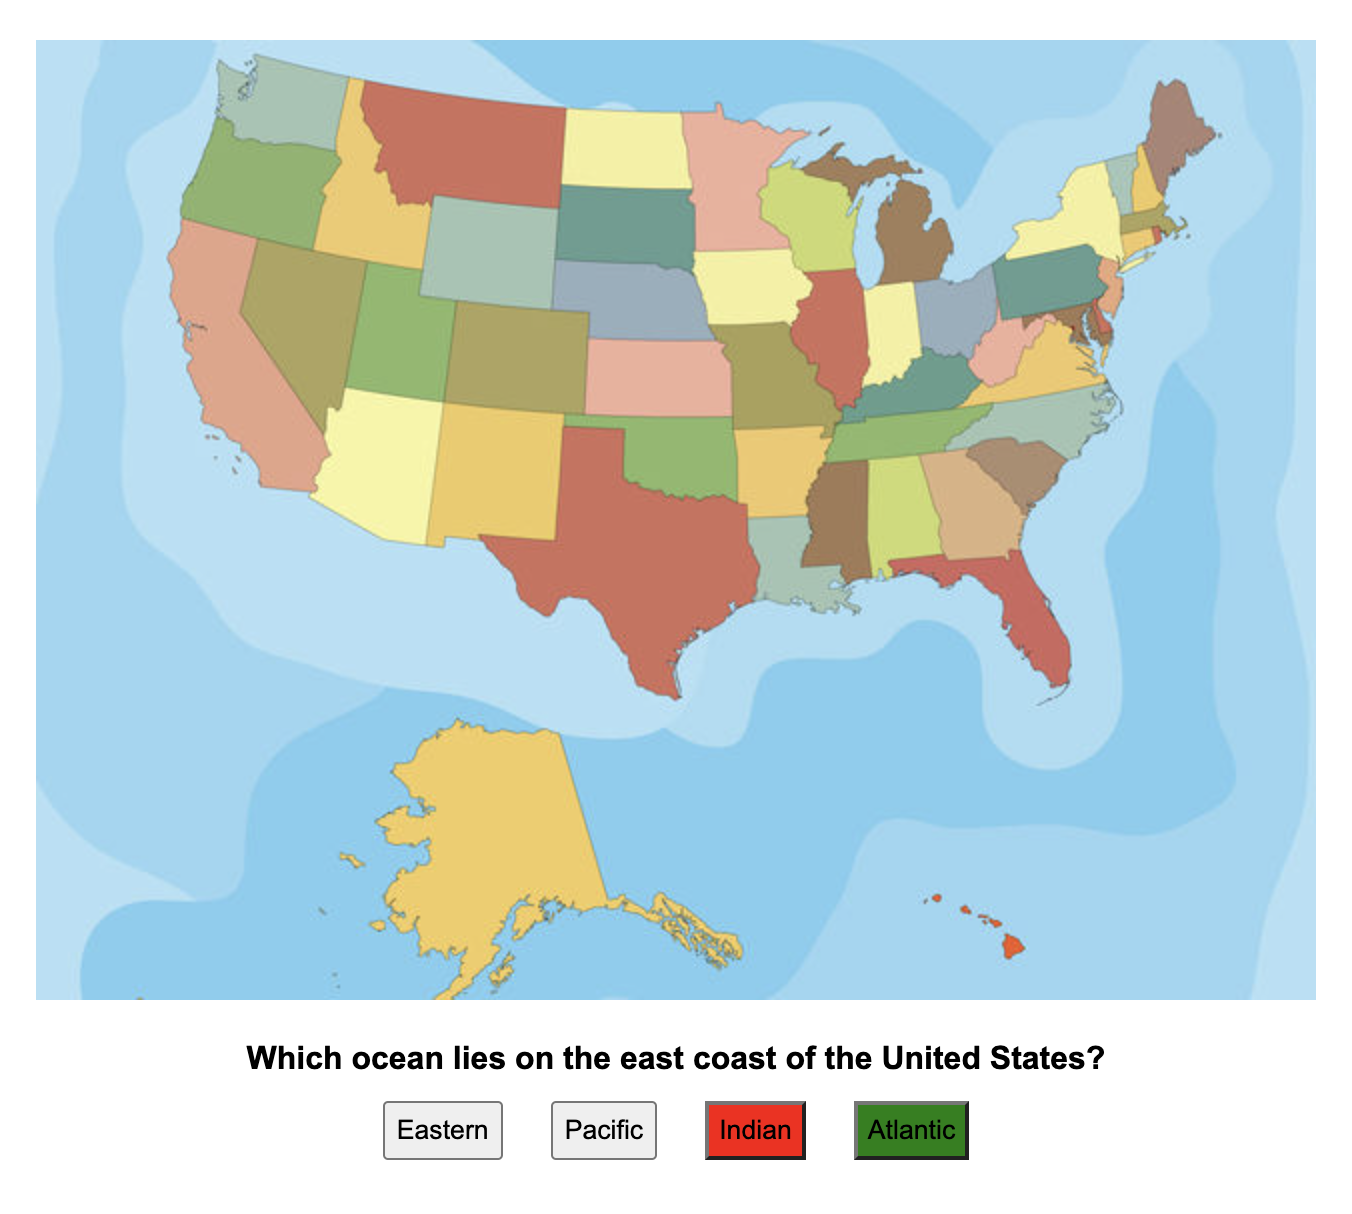 Which ocean lies on the east coast of the United States?
Eastern Pacific Indian Atlantic